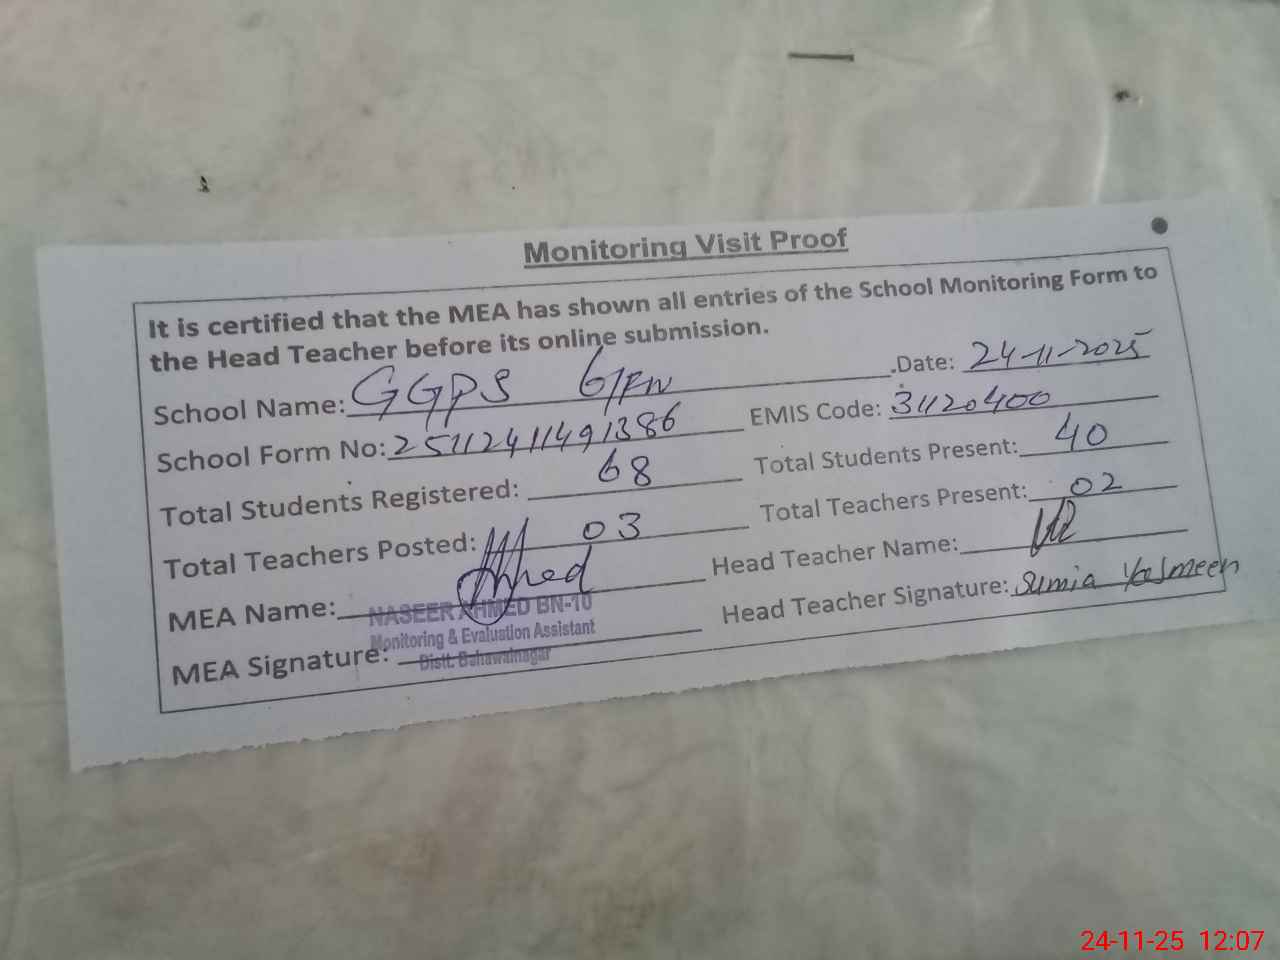 Monitoring Visit Proof
It is certified that the MEA has shown all entries of the School Monitoring Form to
the Head Teacher before its online submission.
School Name: GGPS 6/FW .Date: 24-11-2025
School Form No: 251124111491386 EMIS Code: 31120400
Total Students Registered: 68 Total Students Present: 40
Total Teachers Posted: 03 Total Teachers Present: 02
MEA Name: Head Teacher Name:
NASEER AHMED BN-10
Monitoring & Evaluation Assistant
MEA Signature: Head Teacher Signature: Sumia Yasmeen
Distt. Bahawalnagar
24-11-25 12:07